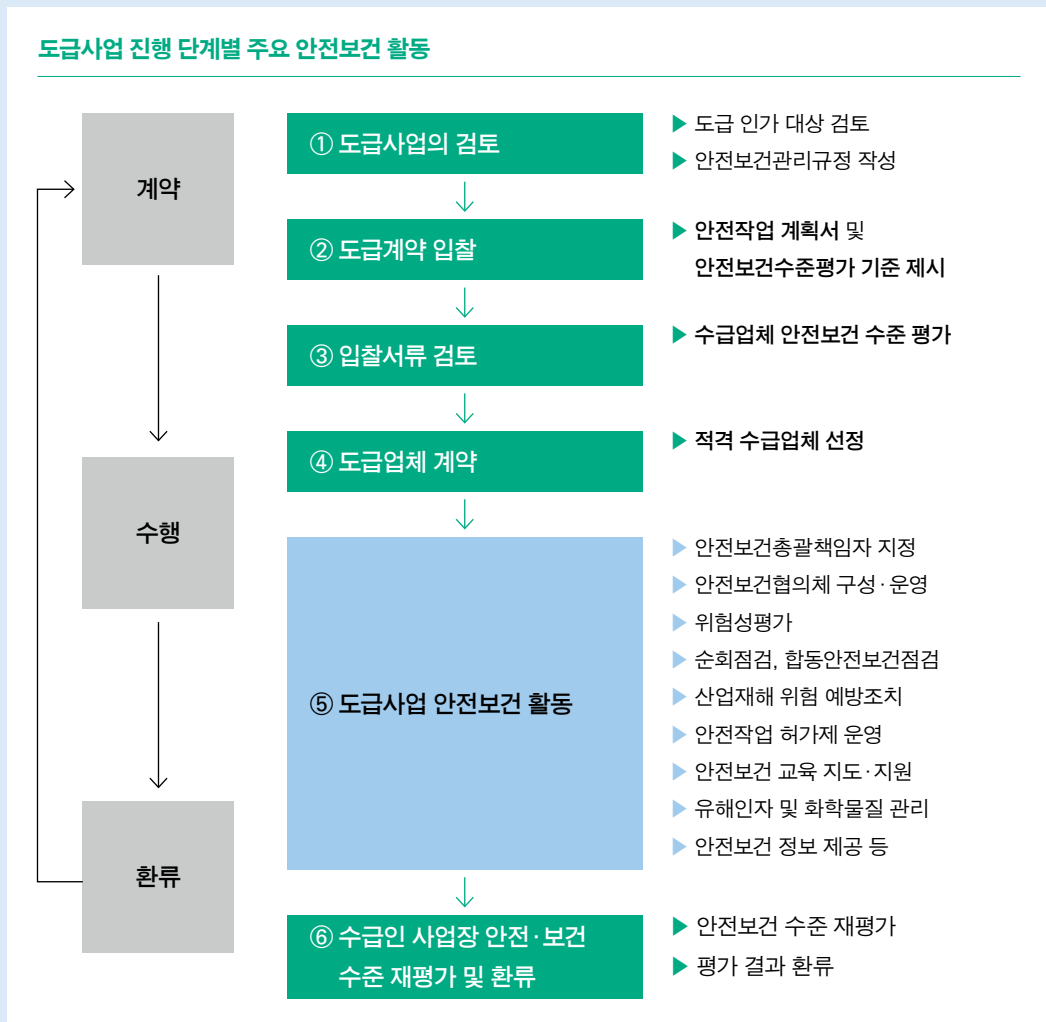 도급사업 진행 단계별 주요 안전보건 활동
계약
수행
환류
① 도급사업의 검토
▶ 도급 인가 대상 검토
▶ 안전보건관리규정 작성
② 도급계약 입찰
▶ 안전작업 계획서 및
안전보건수준평가 기준 제시
③ 입찰서류 검토
▶ 수급업체 안전보건 수준 평가
④ 도급업체 계약
▶ 적격 수급업체 선정
⑤ 도급사업 안전보건 활동
▶ 안전보건총괄책임자 지정
▶ 안전보건협의체 구성·운영
▶ 위험성평가
▶ 순회점검, 합동안전보건점검
▶ 산업재해 위험 예방조치
▶ 안전작업 허가제 운영
▶ 안전보건 교육 지도·지원
▶ 유해인자 및 화학물질 관리
▶ 안전보건 정보 제공 등
⑥ 수급인 사업장 안전·보건
수준 재평가 및 환류
▶ 안전보건 수준 재평가
▶ 평가 결과 환류